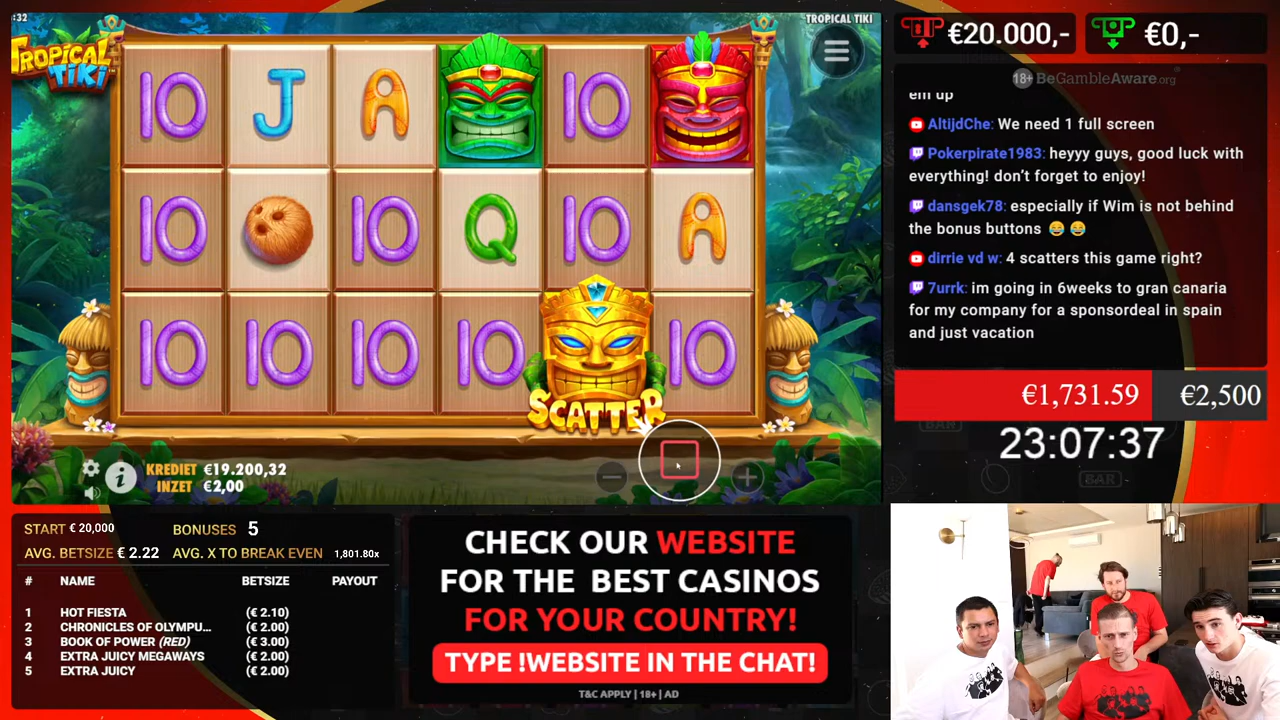 :32
TROPICAL TIKI
TROPICAL
TIKI
10 J A 10
10 10 Q 10 A
10 10 10 10 10
SCATTER
KREDIET €19.200,32
INZET €2,00
€20.000,-
€0,-
18+ BeGambleAware.org
em up
AltijdChe: We need 1 full screen
Pokerpirate1983: heyyy guys, good luck with
everything! don’t forget to enjoy!
dansgek78: especially if Wim is not behind
the bonus buttons 😂 😂
dirrie vd w: 4 scatters this game right?
7urrk: im going in 6weeks to gran canaria
for my company for a sponsordeal in spain
and just vacation
€1,731.59
€2,500
23:07:37
BAR
BAR
START € 20,000
BONUSES 5
AVG. BETSIZE € 2.22
AVG. X TO BREAK EVEN 1,801.80x
# NAME BETSIZE PAYOUT
1 HOT FIESTA (€ 2.10)
2 CHRONICLES OF OLYMPU... (€ 2.00)
3 BOOK OF POWER (RED) (€ 3.00)
4 EXTRA JUICY MEGAWAYS (€ 2.00)
5 EXTRA JUICY (€ 2.00)
CHECK OUR WEBSITE
FOR THE BEST CASINOS
FOR YOUR COUNTRY!
TYPE !WEBSITE IN THE CHAT!
T&C APPLY | 18+ | AD